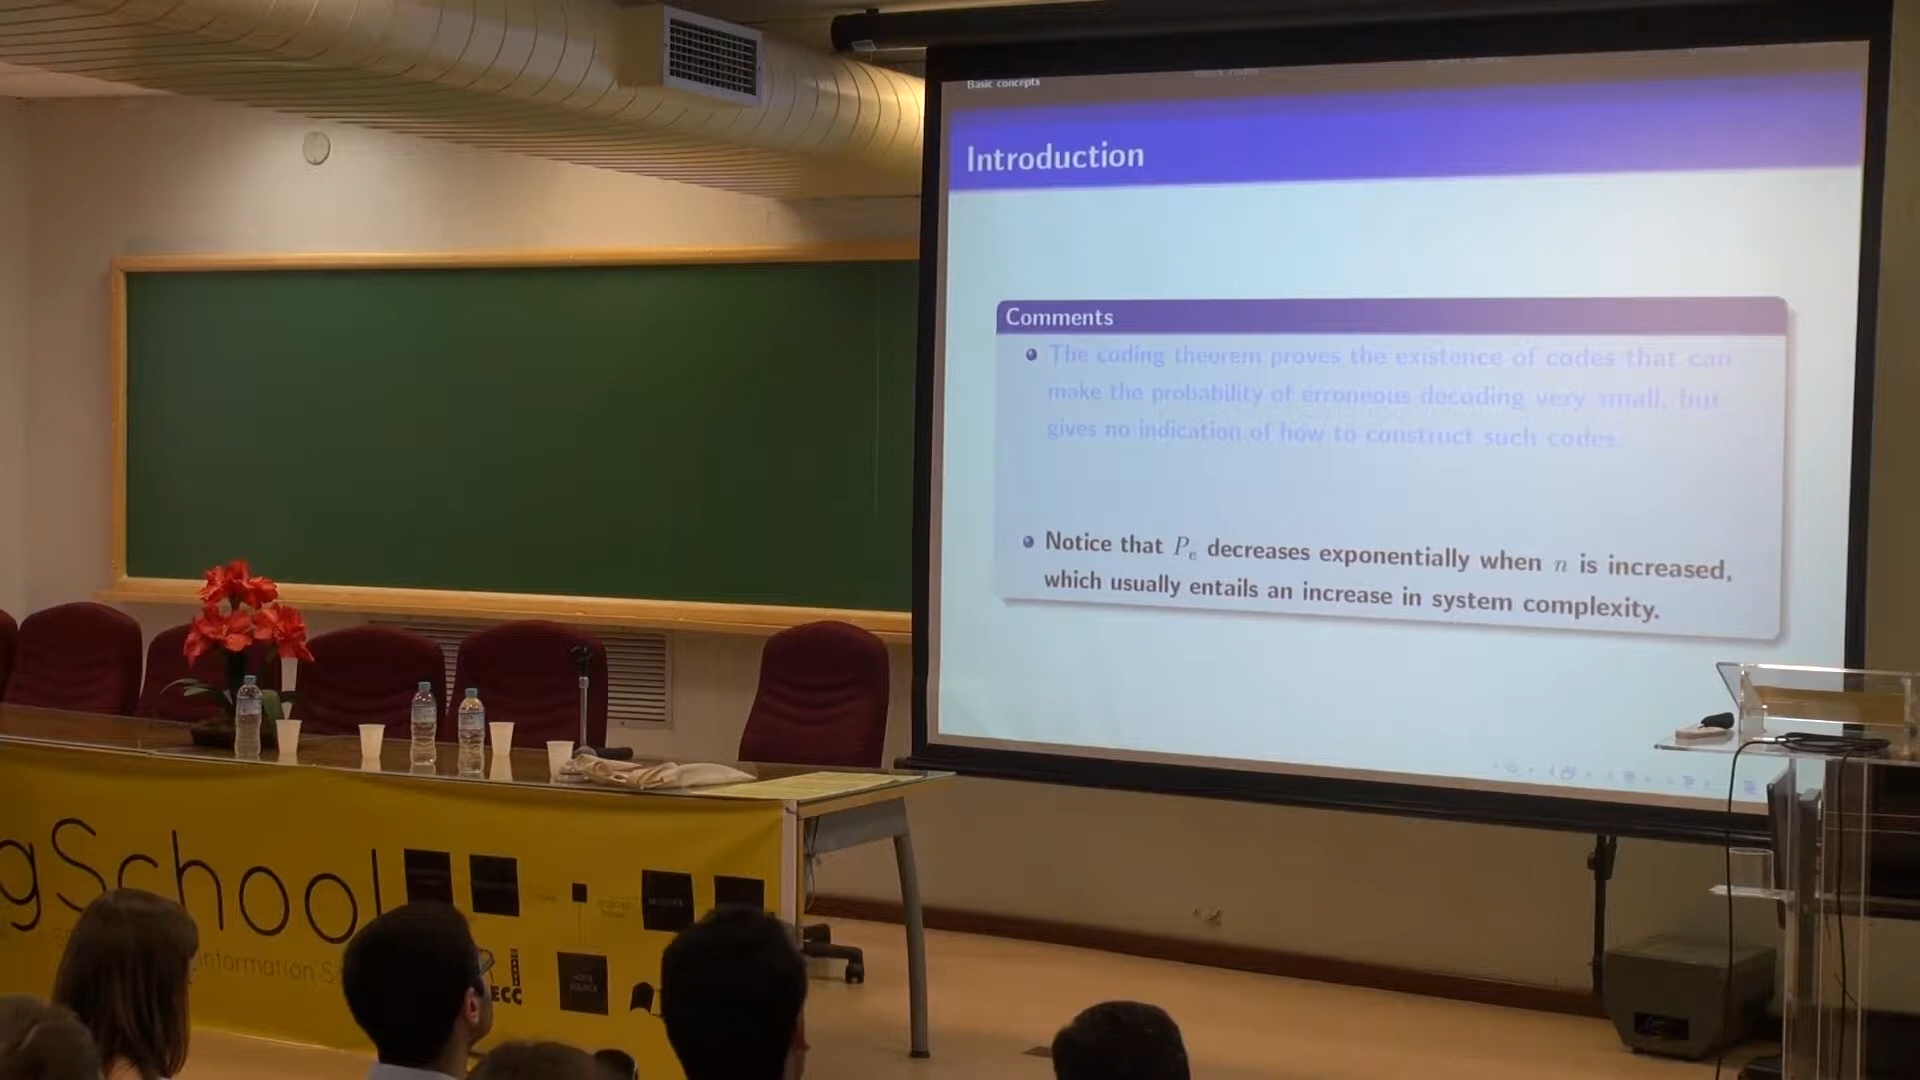 Basic concepts
Introduction
Comments
The coding theorem proves the existence of codes that can
make the probability of erroneous decoding very small, but
gives no indication of how to construct such codes
Notice that Pₑ decreases exponentially when n is increased,
which usually entails an increase in system complexity.
gSchool
information S
ECC